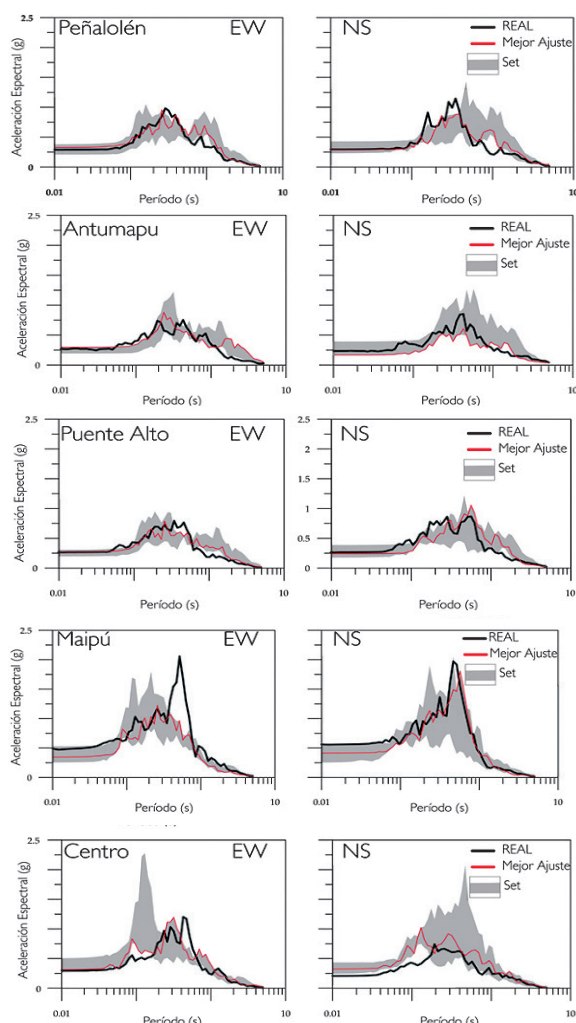 Peñalolén EW
NS
REAL
Mejor Ajuste
Set
2.5
Aceleración Espectral (g)
0
0.01
10
Período (s)
0.01
10
Período (s)
Antumapu EW
NS
REAL
Mejor Ajuste
Set
2.5
Aceleración Espectral (g)
0
0.01
10
Período (s)
0.01
10
Período (s)
Puente Alto EW
NS
REAL
Mejor Ajuste
Set
2.5
Aceleración Espectral (g)
0
0.01
10
Período (s)
2.5
2
1.5
1
0.5
0
0.01
10
Período (s)
Maipú EW
NS
REAL
Mejor Ajuste
Set
2.5
Aceleración Espectral (g)
0
0.01
10
Período (s)
0.01
10
Período (s)
Centro EW
NS
REAL
Mejor Ajuste
Set
2.5
Aceleración Espectral (g)
0
0.01
10
Período (s)
0.01
10
Período (s)